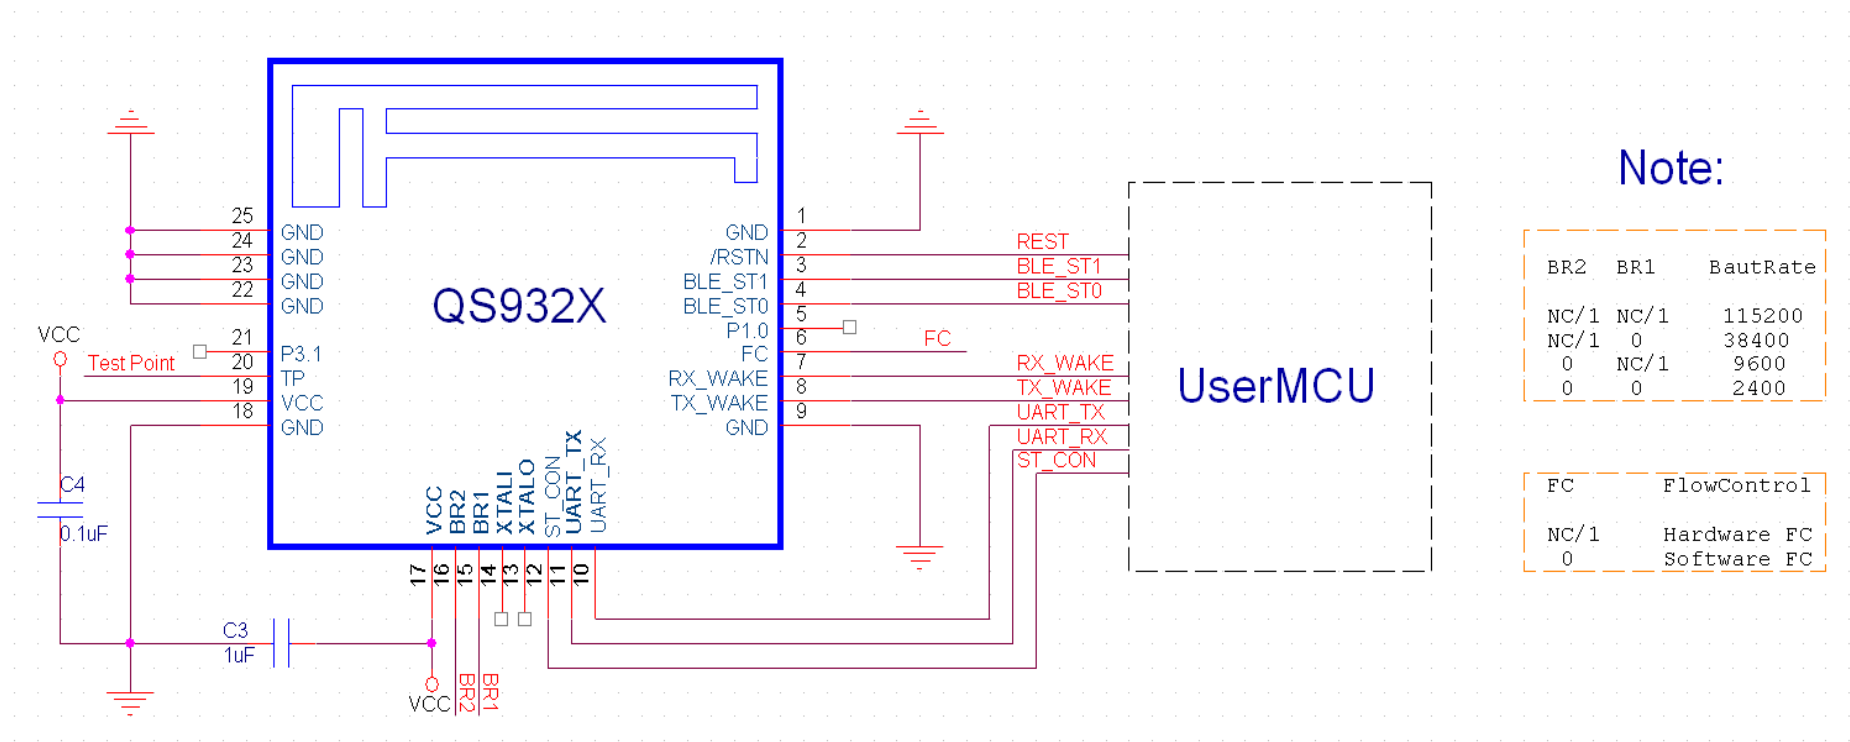 Note:
25
GND
24
GND
23
GND
22
GND
21
P3.1
20
Test Point
TP
19
VCC
VCC
18
GND
QS932X
1
GND
2
/RSTN
REST
3
BLE_ST1
BLE_ST1
4
BLE_ST0
BLE_ST0
5
P1.0
6
FC
FC
7
RX_WAKE
RX_WAKE
8
TX_WAKE
TX_WAKE
9
GND
UART_TX
UART_RX
ST_CON
UserMCU
VCC
BR2
BR1
XTALI
XTALO
ST_CON
UART_TX
UART_RX
17
16
15
14
13
12
11
10
C4
0.1uF
C3
1uF
VCC
BR2
BR1
BR2 BR1 BautRate
NC/1 NC/1 115200
NC/1 0 38400
0 NC/1 9600
0 0 2400
FC FlowControl
NC/1 Hardware FC
0 Software FC